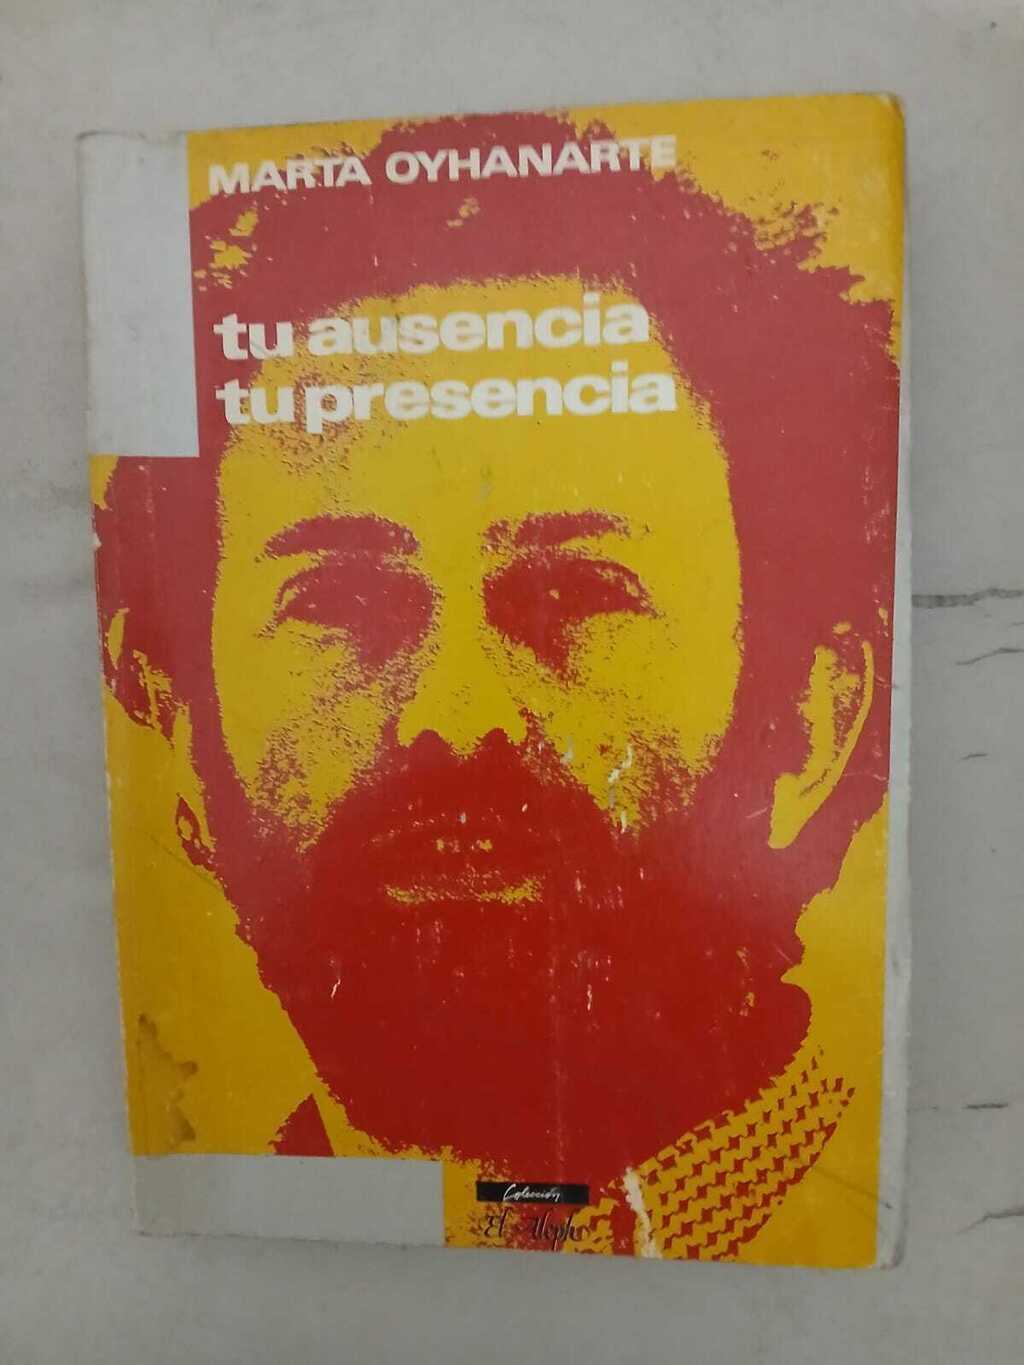 MARTA OYHANARTE
tu ausencia
tu presencia
Colección
El Aleph